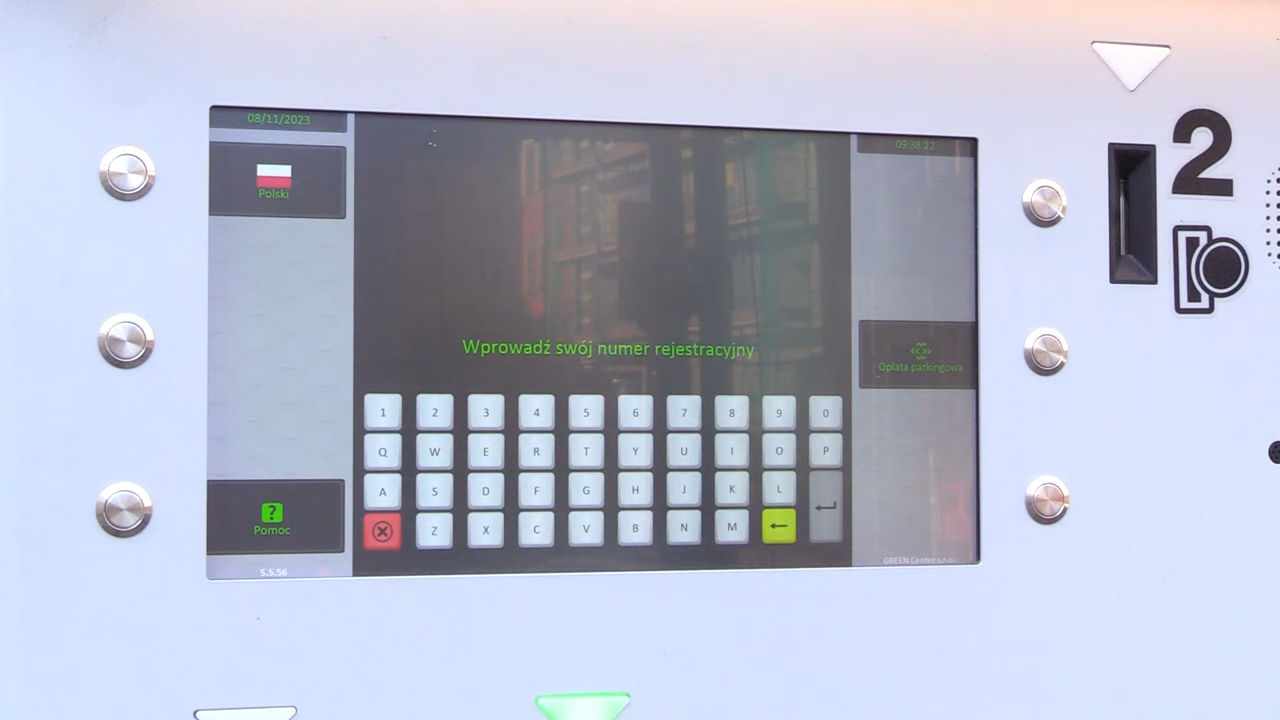 08/11/2023
09:38:22
Polski
2
Wprowadź swój numer rejestracyjny
Opłata parkingowa
1 2 3 4 5 6 7 8 9 0
Q W E R T Y U I O P
A S D F G H J K L
Z X C V B N M
?
Pomoc
5.5.56
GREEN Center s.r.o.